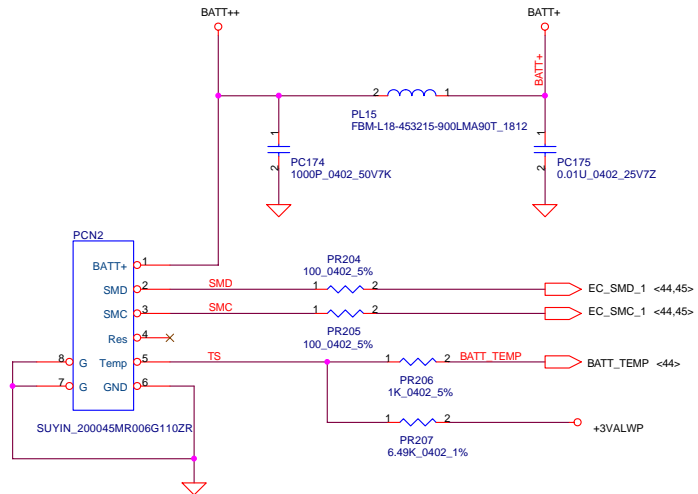 BATT++
BATT+
BATT+
2
1
PL15
FBM-L18-453215-900LMA90T_1812
1
2
PC174
1000P_0402_50V7K
1
2
PC175
0.01U_0402_25V7Z
PCN2
BATT+
1
SMD
2
SMD
1
PR204
100_0402_5%
2
EC_SMD_1 <44,45>
SMC
3
SMC
1
2
PR205
100_0402_5%
EC_SMC_1 <44,45>
Res
4
8
G
Temp
5
TS
1
2
BATT_TEMP
BATT_TEMP <44>
PR206
1K_0402_5%
7
G
GND
6
1
2
+3VALWP
PR207
6.49K_0402_1%
SUYIN_200045MR006G110ZR